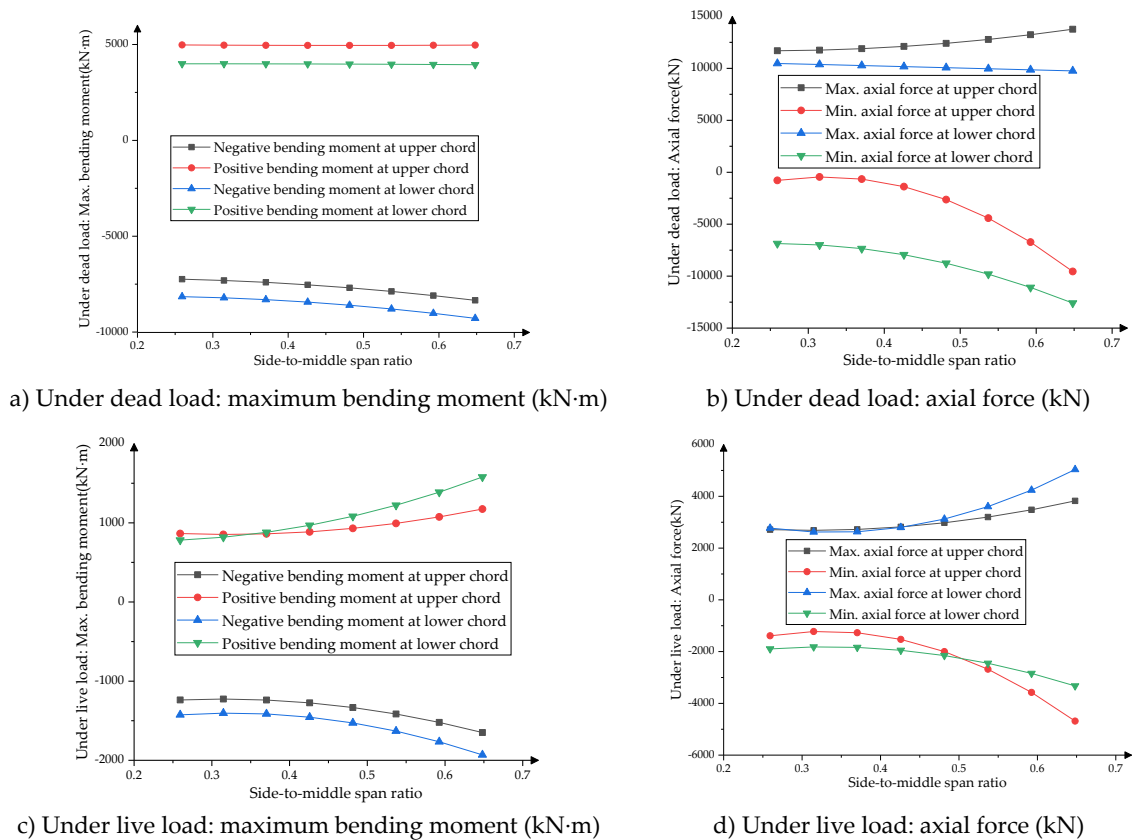 5000
0
-5000
-10000
0.2 0.3 0.4 0.5 0.6 0.7
Side-to-middle span ratio
Under dead load: Max. bending moment(kN·m)
Negative bending moment at upper chord
Positive bending moment at upper chord
Negative bending moment at lower chord
Positive bending moment at lower chord
a) Under dead load: maximum bending moment (kN·m)
15000
10000
5000
0
-5000
-10000
-15000
0.2 0.3 0.4 0.5 0.6 0.7
Side-to-middle span ratio
Under dead load: Axial force(kN)
Max. axial force at upper chord
Min. axial force at upper chord
Max. axial force at lower chord
Min. axial force at lower chord
b) Under dead load: axial force (kN)
2000
1000
0
-1000
-2000
0.2 0.3 0.4 0.5 0.6 0.7
Side-to-middle span ratio
Under live load: Max. bending moment(kN·m)
Negative bending moment at upper chord
Positive bending moment at upper chord
Negative bending moment at lower chord
Positive bending moment at lower chord
c) Under live load: maximum bending moment (kN·m)
6000
4000
2000
0
-2000
-4000
-6000
0.2 0.3 0.4 0.5 0.6 0.7
Side-to-middle span ratio
Under live load: Axial force(kN)
Max. axial force at upper chord
Min. axial force at upper chord
Max. axial force at lower chord
Min. axial force at lower chord
d) Under live load: axial force (kN)